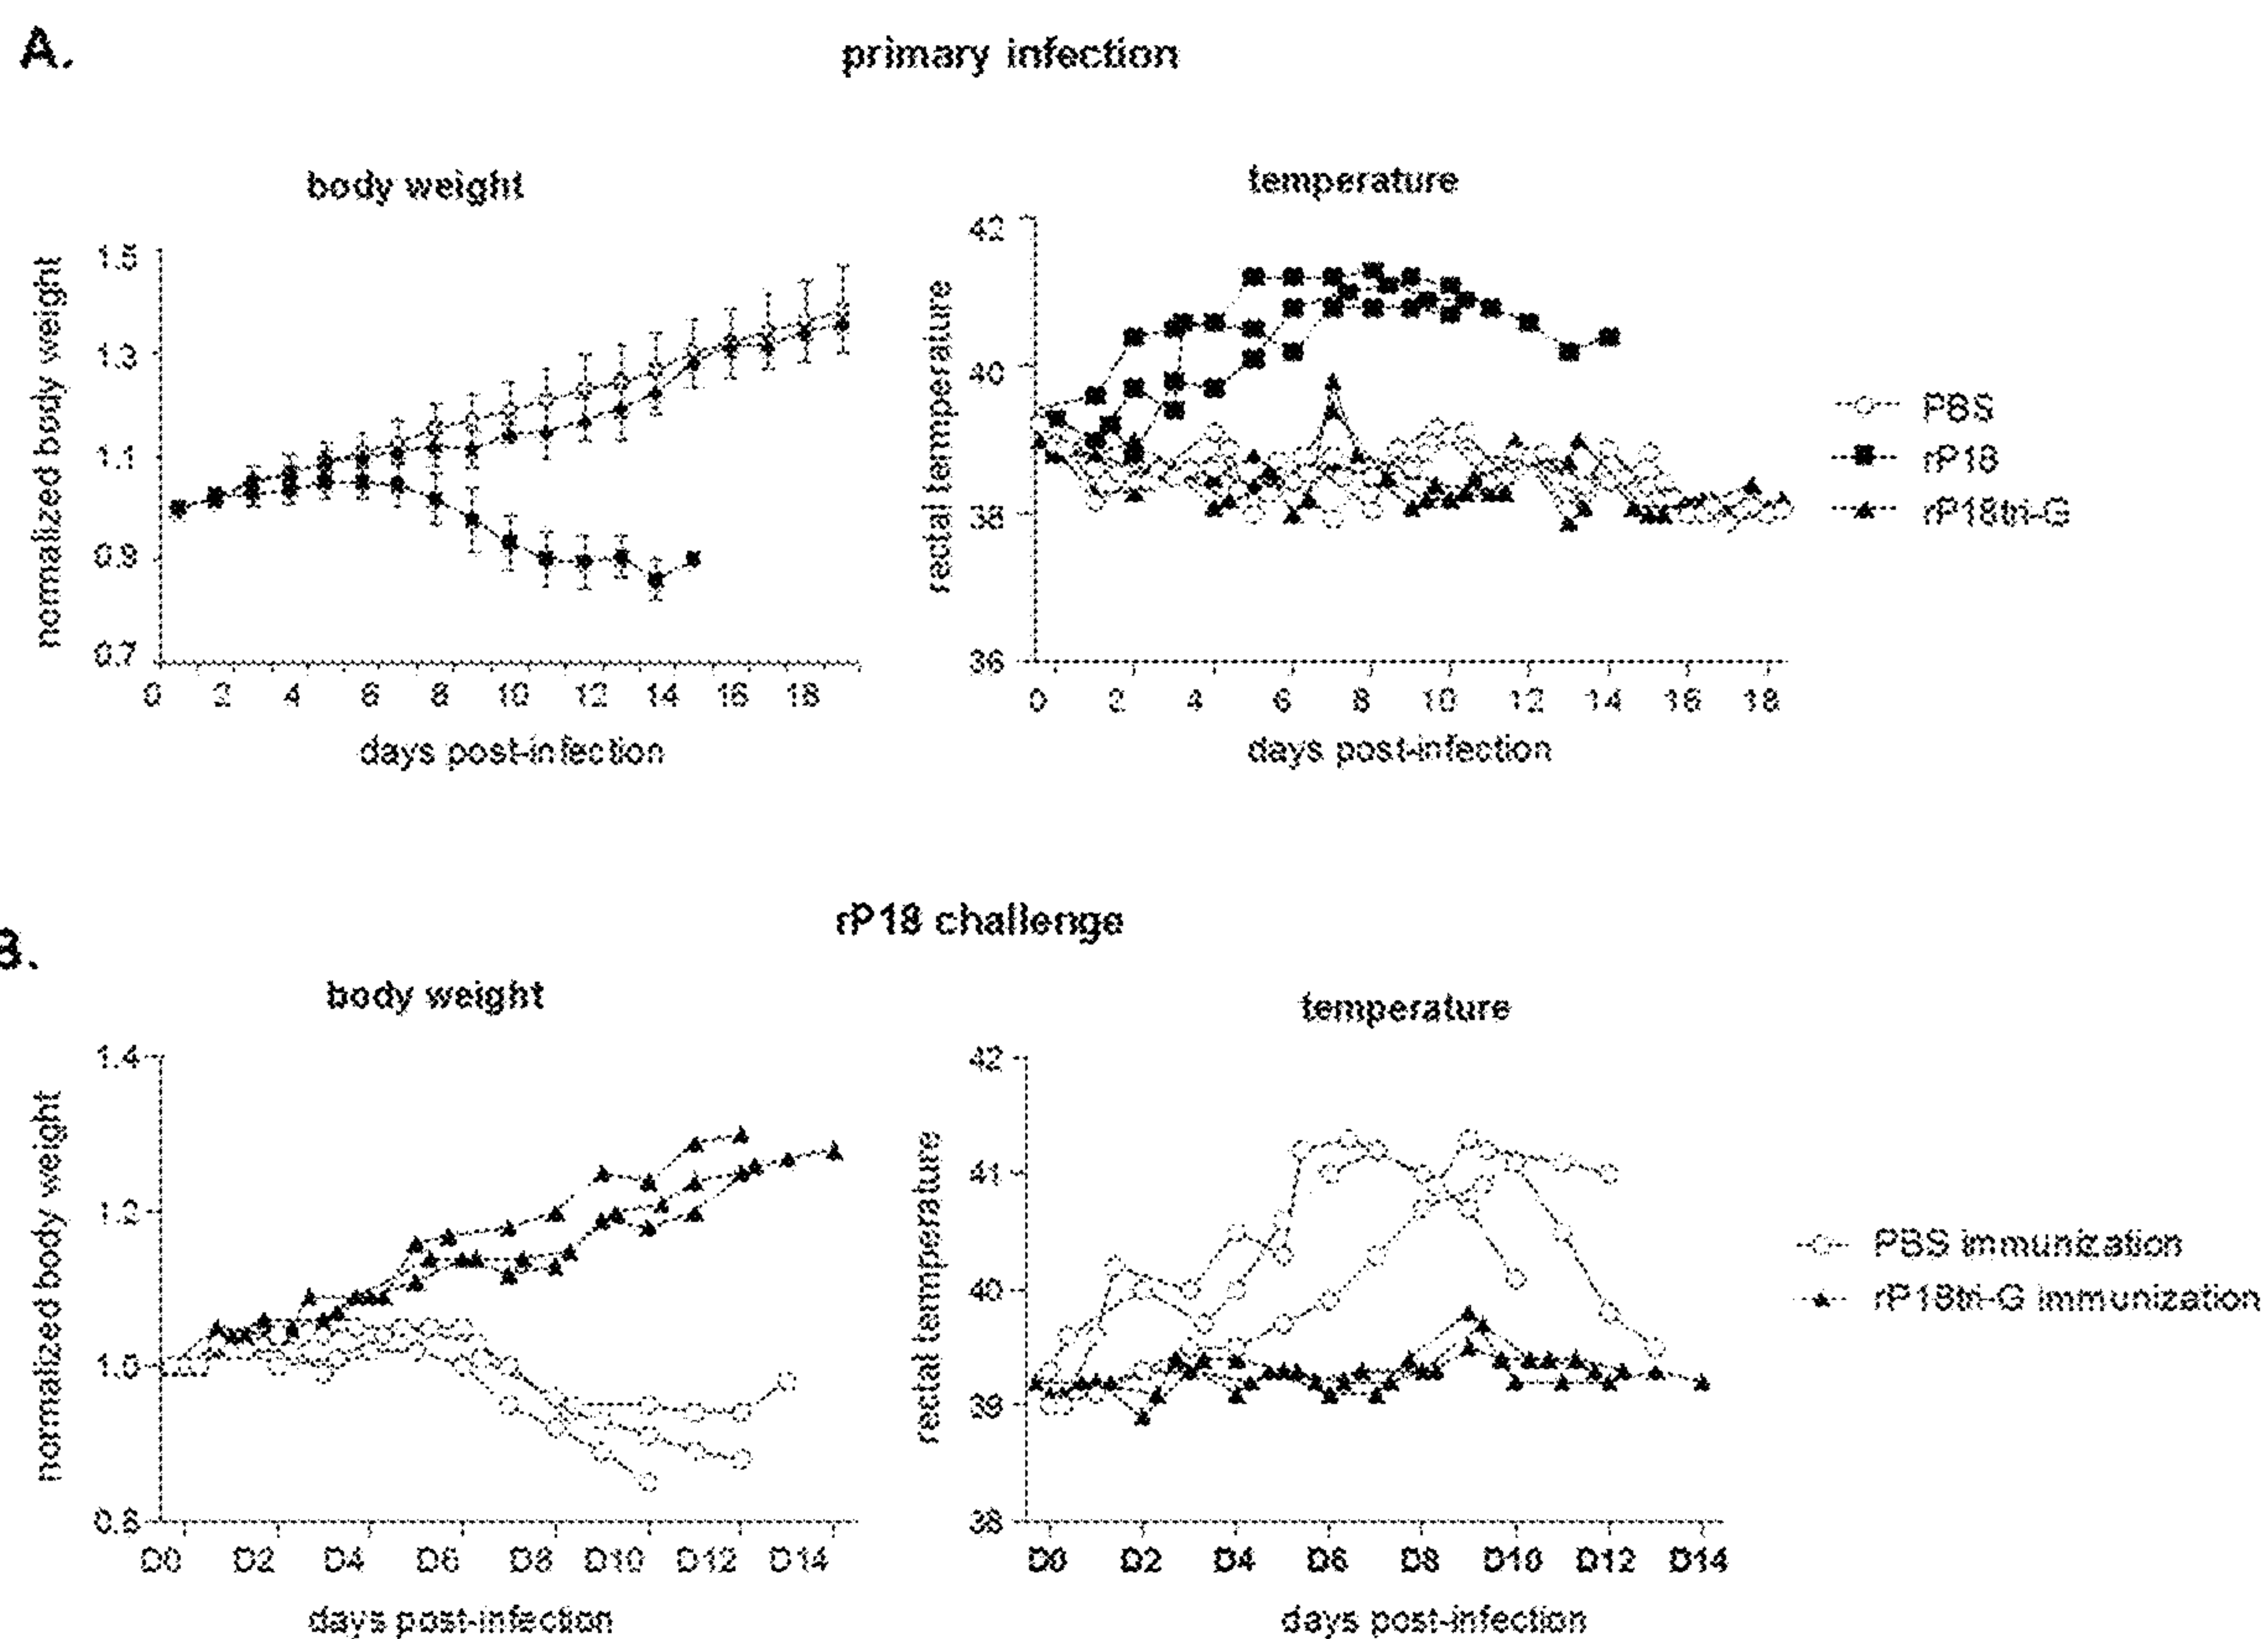 A.
primary infection
body weight
normalized body weight
1.5
1.3
1.1
0.9
0.7
0 2 4 6 8 10 12 14 16 18
days post-infection
temperature
rectal termperature
42
40
38
36
0 2 4 6 8 10 12 14 16 18
days post-infection
PBS
rP18
rP18tri-G
B.
rP18 challenge
body weight
normalized body weight
1.4
1.2
1.0
0.8
D0 D2 D4 D6 D8 D10 D12 D14
days post-infection
temperature
rectal termperature
42
41
40
39
38
D0 D2 D4 D6 D8 D10 D12 D14
days post-infection
PBS immunization
rP18tri-G immunization